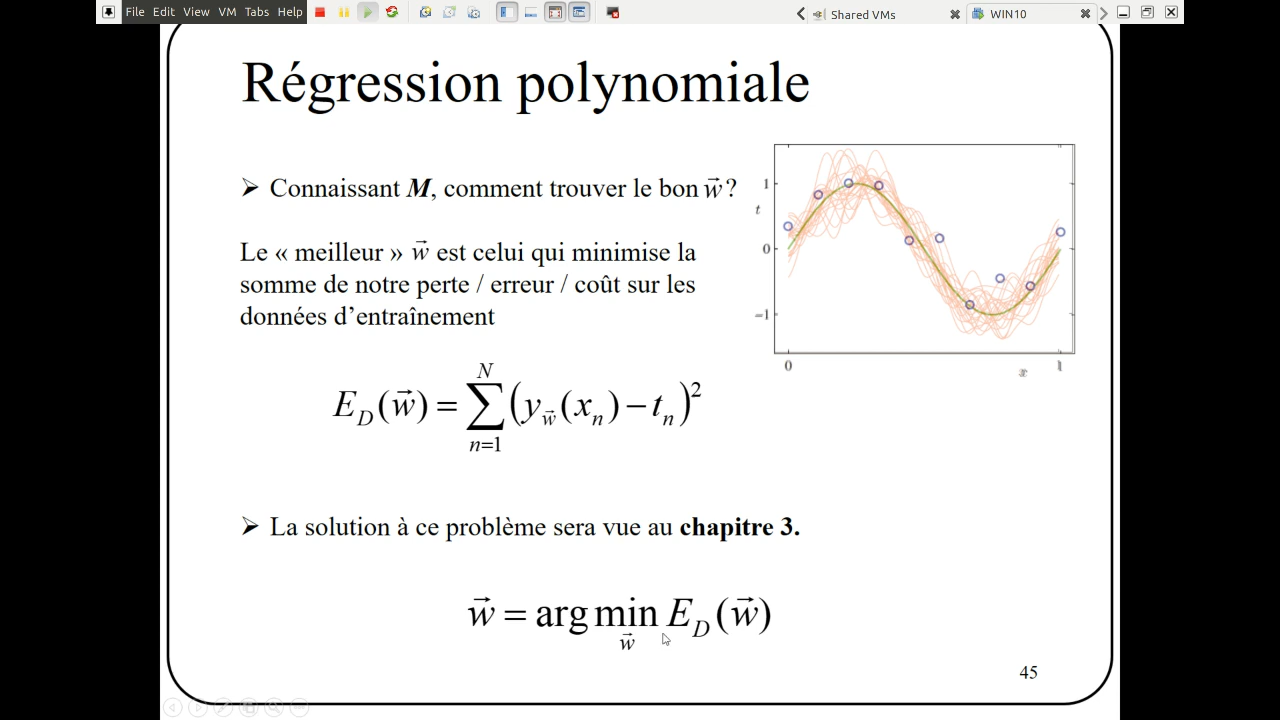 File Edit View VM Tabs Help
Shared VMs
WIN10
Régression polynomiale
➢ Connaissant M, comment trouver le bon w⃗ ?
Le « meilleur » w⃗ est celui qui minimise la
somme de notre perte / erreur / coût sur les
données d’entraînement
E_D(w⃗) = ∑_{n=1}^{N} (y_w⃗(x_n) − t_n)²
1
t
0
−1
0
x
1
➢ La solution à ce problème sera vue au chapitre 3.
w⃗ = arg min_w⃗ E_D(w⃗)
45